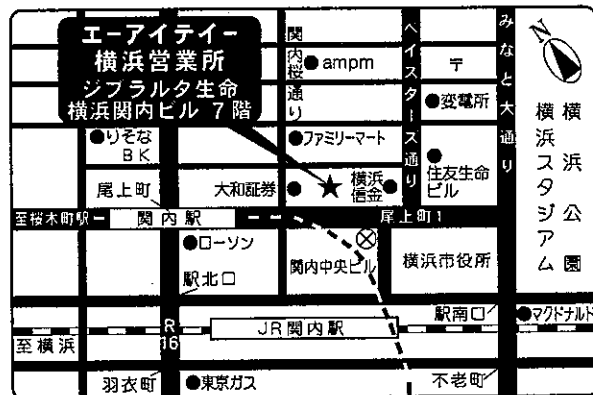 エーアイテイー
横浜営業所
ジブラルタ生命
横浜関内ビル 7階
関内桜通り
ampm
ベイスターズ通り
〒
みなと大通り
N
変電所
横浜公園
横浜スタジアム
りそな
BK
ファミリーマート
住友生命
ビル
尾上町
大和証券
横浜
信金
至桜木町駅
関内駅
尾上町1
ローソン
関内中央ビル
横浜市役所
駅北口
駅南口
マクドナルド
R
16
JR関内駅
至横浜
羽衣町
東京ガス
不老町